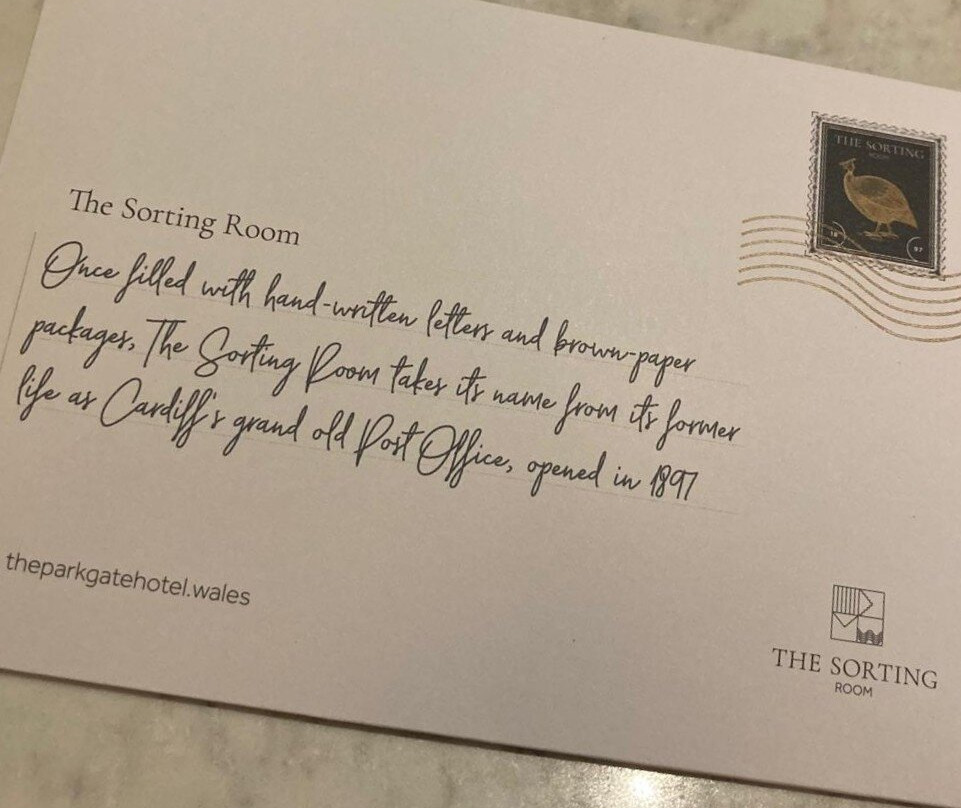 THE SORTING
ROOM
18
97
The Sorting Room
Once filled with hand-written letters and brown-paper
packages, The Sorting Room takes its name from its former
life as Cardiff's grand old Post Office, opened in 1897
theparkgatehotel.wales
THE SORTING
ROOM